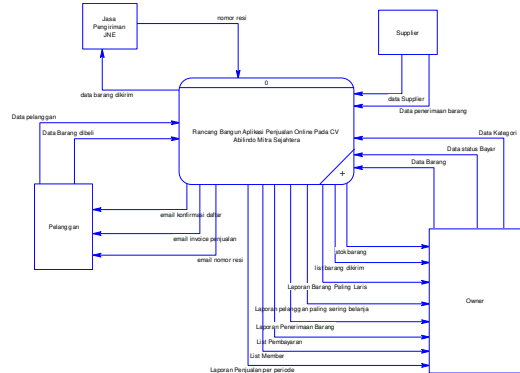 Jasa
Pengiriman
JNE
nomor resi
Supplier
data barang dikirim
0
data Supplier
Data penerimaan barang
Data pelanggan
Data Barang dibeli
Rancang Bangun Aplikasi Penjualan Online Pada CV
Abilindo Mitra Sejahtera
Data Kategori
Data status Bayar
Data Barang
+
Pelanggan
email konfirmasi daftar
email invoice penjualan
email nomor resi
stokbarang
list barang dikirim
Laporan Barang Paling Laria
Laporan pelanggan paling sering belanja
Laporan Penerimaan Barang
List Pembayaran
List Member
Laporan Penjualan per periode
Owner